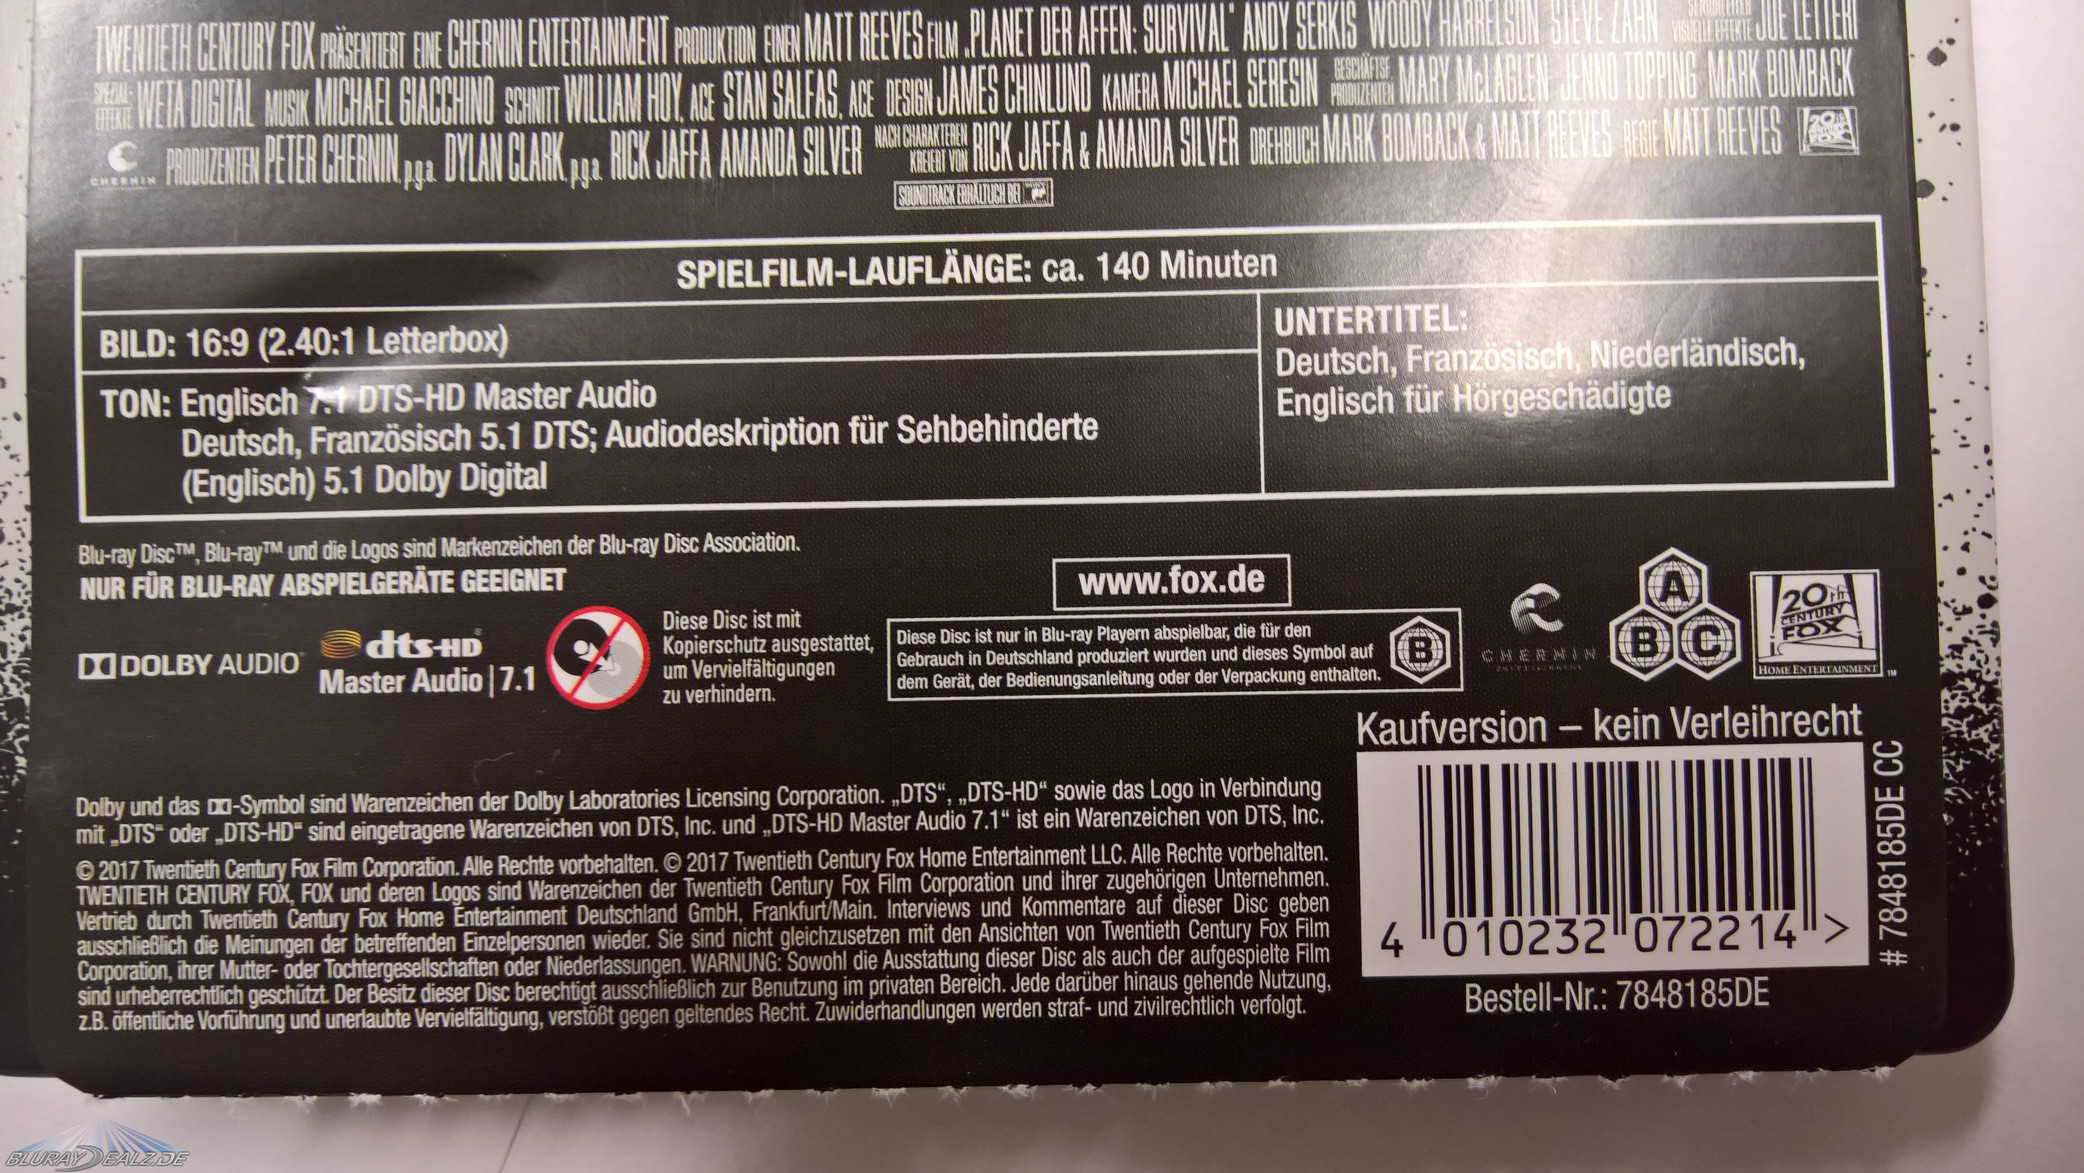 TWENTIETH CENTURY FOX PRÄSENTIERT EINE CHERNIN ENTERTAINMENT PRODUKTION EINEN MATT REEVES FILM „PLANET DER AFFEN: SURVIVAL“ ANDY SERKIS WOODY HARRELSON STEVE ZAHN VISUELLE EFFEKTE JOE LETTERI
SPEZIAL-EFFEKTE WETA DIGITAL MUSIK MICHAEL GIACCHINO SCHNITT WILLIAM HOY, ACE STAN SALFAS, ACE DESIGN JAMES CHINLUND KAMERA MICHAEL SERESIN GESCHÄFTSF. PRODUZENTEN MARY McLAGLEN JENNO TOPPING MARK BOMBACK
CHERNIN PRODUZENTEN PETER CHERNIN, p.g.a. DYLAN CLARK, p.g.a. RICK JAFFA AMANDA SILVER NACH CHARAKTEREN KREIERT VON RICK JAFFA & AMANDA SILVER DREHBUCH MARK BOMBACK & MATT REEVES REGIE MATT REEVES 20th CENTURY FOX
SOUNDTRACK ERHÄLTLICH BEI
SPIELFILM-LAUFLÄNGE: ca. 140 Minuten
BILD: 16:9 (2.40:1 Letterbox)
TON: Englisch 7.1 DTS-HD Master Audio
Deutsch, Französisch 5.1 DTS; Audiodeskription für Sehbehinderte
(Englisch) 5.1 Dolby Digital
UNTERTITEL:
Deutsch, Französisch, Niederländisch,
Englisch für Hörgeschädigte
Blu-ray Disc™, Blu-ray™ und die Logos sind Markenzeichen der Blu-ray Disc Association.
NUR FÜR BLU-RAY ABSPIELGERÄTE GEEIGNET
DOLBY AUDIO
dts-HD
Master Audio | 7.1
Diese Disc ist mit
Kopierschutz ausgestattet,
um Vervielfältigungen
zu verhindern.
www.fox.de
Diese Disc ist nur in Blu-ray Playern abspielbar, die für den
Gebrauch in Deutschland produziert wurden und dieses Symbol auf
dem Gerät, der Bedienungsanleitung oder der Verpackung enthalten.
B
CHERNIN
A
B C
20th
CENTURY
FOX
HOME ENTERTAINMENT ™
Kaufversion – kein Verleihrecht
4 010232 072214 >
# 7848185DE CC
Bestell-Nr.: 7848185DE
Dolby und das -Symbol sind Warenzeichen der Dolby Laboratories Licensing Corporation. „DTS“, „DTS-HD“ sowie das Logo in Verbindung
mit „DTS“ oder „DTS-HD“ sind eingetragene Warenzeichen von DTS, Inc. und „DTS-HD Master Audio 7.1“ ist ein Warenzeichen von DTS, Inc.
© 2017 Twentieth Century Fox Film Corporation. Alle Rechte vorbehalten. © 2017 Twentieth Century Fox Home Entertainment LLC. Alle Rechte vorbehalten.
TWENTIETH CENTURY FOX, FOX und deren Logos sind Warenzeichen der Twentieth Century Fox Film Corporation und ihrer zugehörigen Unternehmen.
Vertrieb durch Twentieth Century Fox Home Entertainment Deutschland GmbH, Frankfurt/Main. Interviews und Kommentare auf dieser Disc geben
ausschließlich die Meinungen der betreffenden Einzelpersonen wieder. Sie sind nicht gleichzusetzen mit den Ansichten von Twentieth Century Fox Film
Corporation, ihrer Mutter- oder Tochtergesellschaften oder Niederlassungen. WARNUNG: Sowohl die Ausstattung dieser Disc als auch der aufgespielte Film
sind urheberrechtlich geschützt. Der Besitz dieser Disc berechtigt ausschließlich zur Benutzung im privaten Bereich. Jede darüber hinaus gehende Nutzung,
z.B. öffentliche Vorführung und unerlaubte Vervielfältigung, verstößt gegen geltendes Recht. Zuwiderhandlungen werden straf- und zivilrechtlich verfolgt.
BLURAYDEALZ.DE